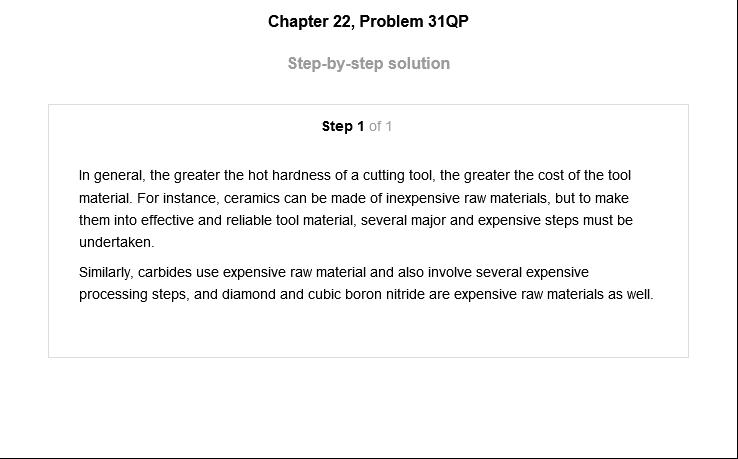 Chapter 22, Problem 31QP
Step-by-step solution
Step 1 of 1
In general, the greater the hot hardness of a cutting tool, the greater the cost of the tool
material. For instance, ceramics can be made of inexpensive raw materials, but to make
them into effective and reliable tool material, several major and expensive steps must be
undertaken.
Similarly, carbides use expensive raw material and also involve several expensive
processing steps, and diamond and cubic boron nitride are expensive raw materials as well.